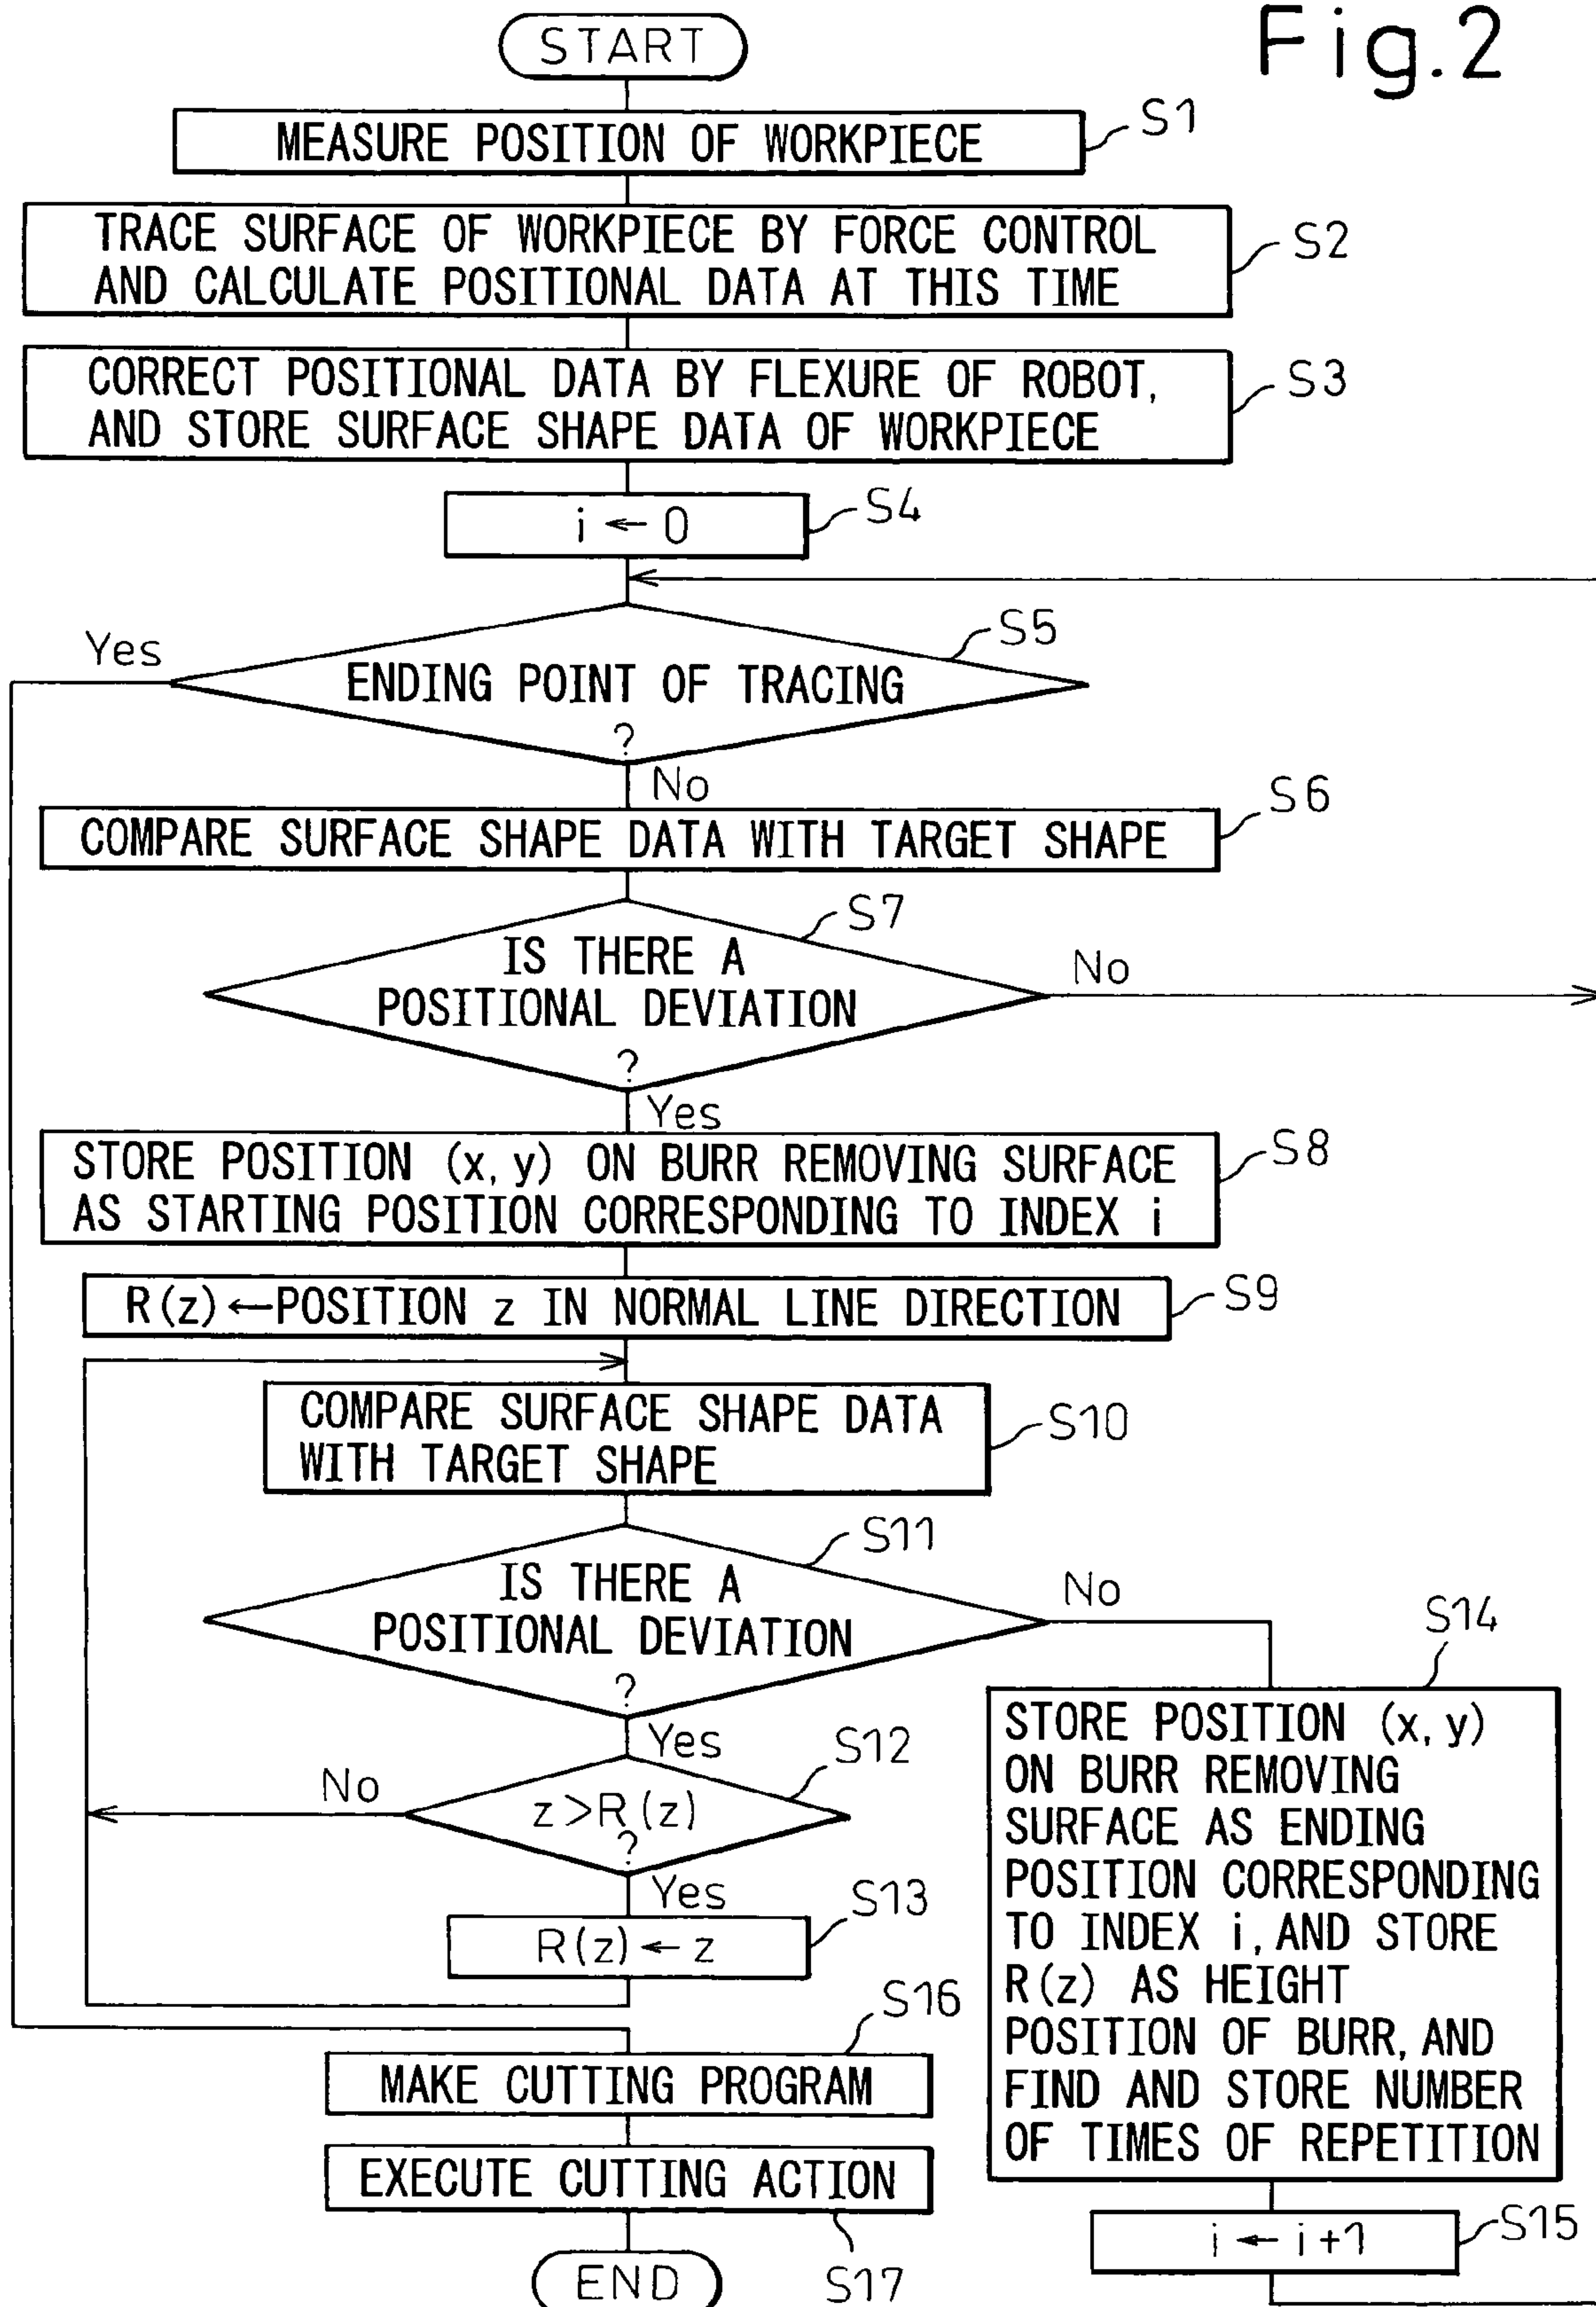 Fig.2
START
MEASURE POSITION OF WORKPIECE
S1
TRACE SURFACE OF WORKPIECE BY FORCE CONTROL
AND CALCULATE POSITIONAL DATA AT THIS TIME
S2
CORRECT POSITIONAL DATA BY FLEXURE OF ROBOT,
AND STORE SURFACE SHAPE DATA OF WORKPIECE
S3
i ← 0
S4
Yes
ENDING POINT OF TRACING
?
S5
No
COMPARE SURFACE SHAPE DATA WITH TARGET SHAPE
S6
IS THERE A
POSITIONAL DEVIATION
?
S7
No
Yes
STORE POSITION (x, y) ON BURR REMOVING SURFACE
AS STARTING POSITION CORRESPONDING TO INDEX i
S8
R(z)←POSITION z IN NORMAL LINE DIRECTION
S9
COMPARE SURFACE SHAPE DATA
WITH TARGET SHAPE
S10
IS THERE A
POSITIONAL DEVIATION
?
S11
No
Yes
z>R(z)
?
S12
No
Yes
R(z) ← z
S13
S14
STORE POSITION (x, y)
ON BURR REMOVING
SURFACE AS ENDING
POSITION CORRESPONDING
TO INDEX i, AND STORE
R(z) AS HEIGHT
POSITION OF BURR, AND
FIND AND STORE NUMBER
OF TIMES OF REPETITION
i ← i+1
S15
S16
MAKE CUTTING PROGRAM
EXECUTE CUTTING ACTION
S17
END